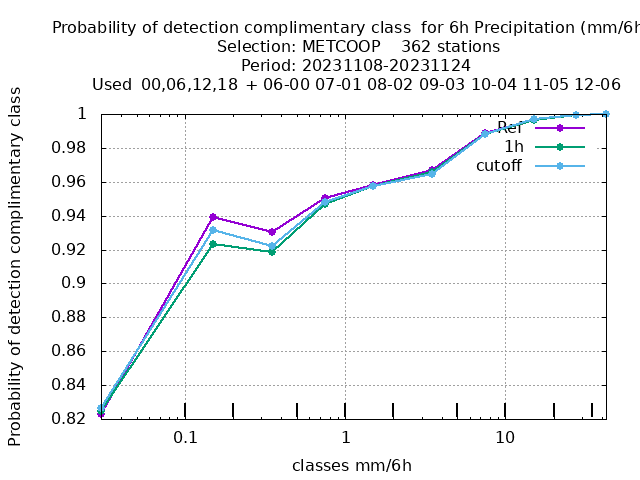 Probability of detection complimentary class  for 6h Precipitation (mm/6h
Selection: METCOOP    362 stations
Period: 20231108-20231124
Used  00,06,12,18  + 06-00 07-01 08-02 09-03 10-04 11-05 12-06
Probability of detection complimentary class
1
0.98
0.96
0.94
0.92
0.9
0.88
0.86
0.84
0.82
Ref
1h
cutoff
0.1
1
10
classes mm/6h